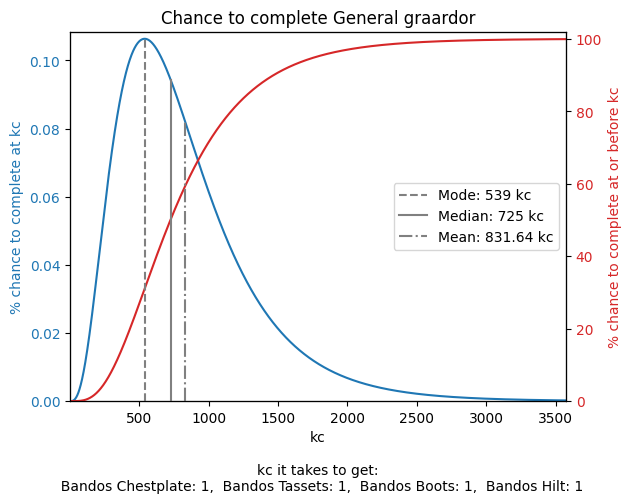 Chance to complete General graardor
% chance to complete at kc
0.10
0.08
0.06
0.04
0.02
0.00
100
80
60
40
20
0
% chance to complete at or before kc
Mode: 539 kc
Median: 725 kc
Mean: 831.64 kc
500 1000 1500 2000 2500 3000 3500
kc
kc it takes to get:
Bandos Chestplate: 1,  Bandos Tassets: 1,  Bandos Boots: 1,  Bandos Hilt: 1